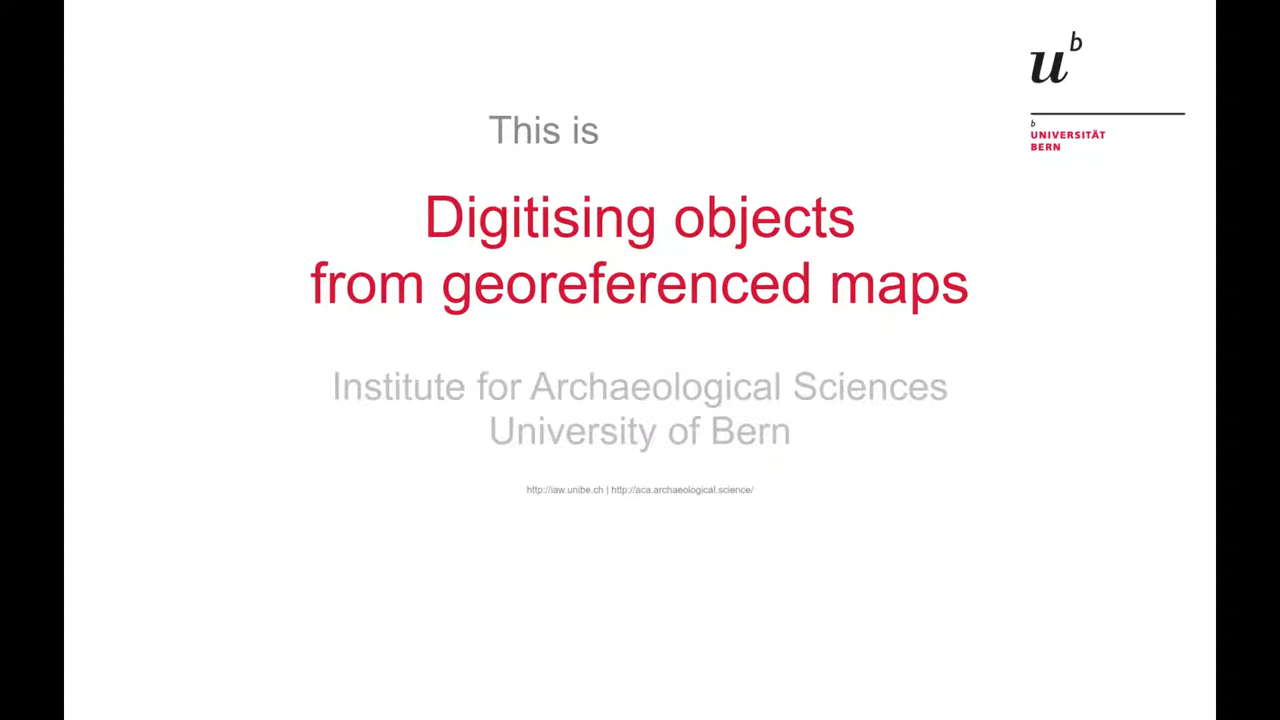 u b
b
UNIVERSITÄT
BERN
This is
Digitising objects
from georeferenced maps
Institute for Archaeological Sciences
University of Bern
http://iaw.unibe.ch | http://aca.archaeological.science/